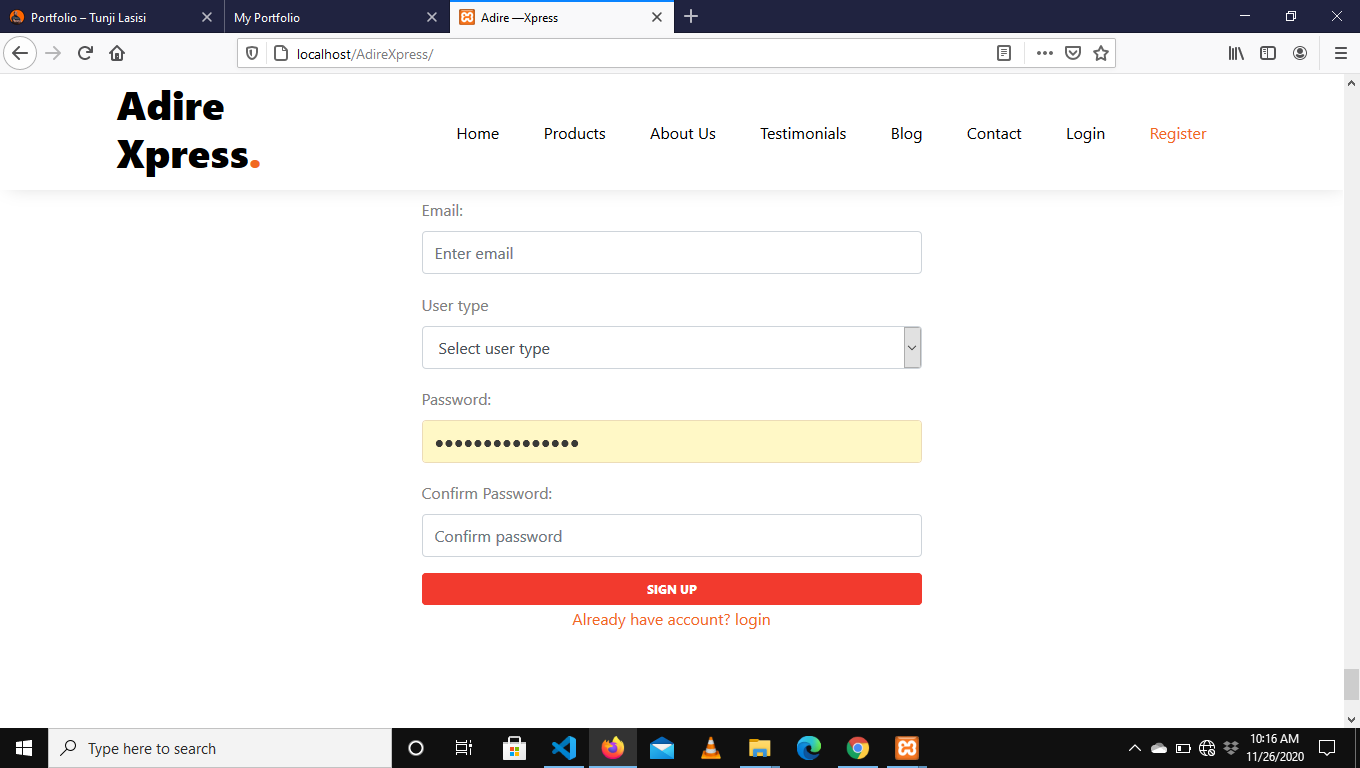 Portfolio – Tunji Lasisi
My Portfolio
Adire —Xpress
localhost/AdireXpress/
Adire
Xpress.
Home Products About Us Testimonials Blog Contact Login Register
Email:
Enter email
User type
Select user type
Password:
Confirm Password:
Confirm password
SIGN UP
Already have account? login
Type here to search
10:16 AM
11/26/2020